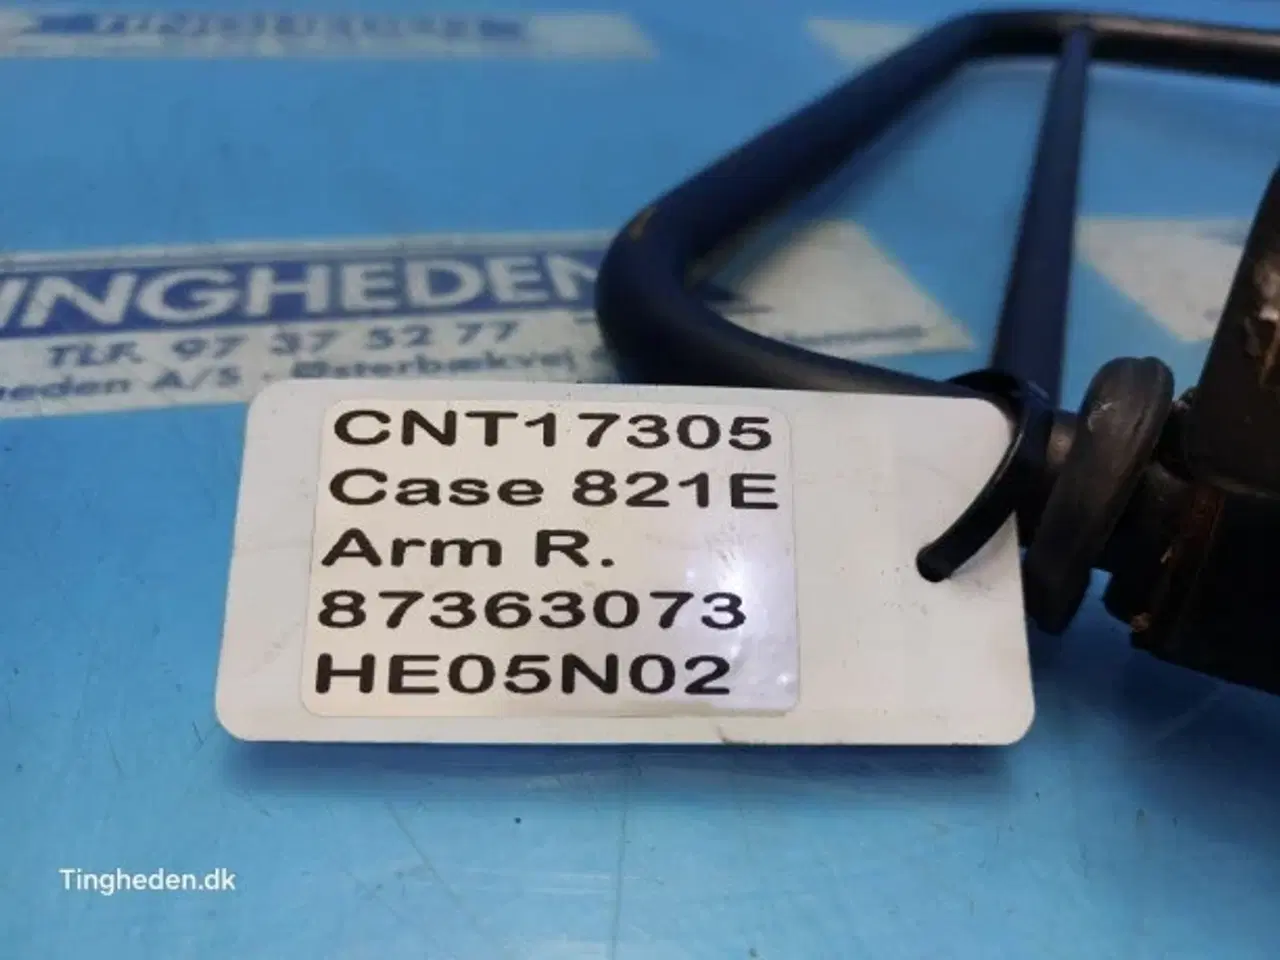 INGHEDEN
TLF. 97 37 52 77
heden A/S - Østerbækvej
CNT17305
Case 821E
Arm R.
87363073
HE05N02
Tingheden.dk